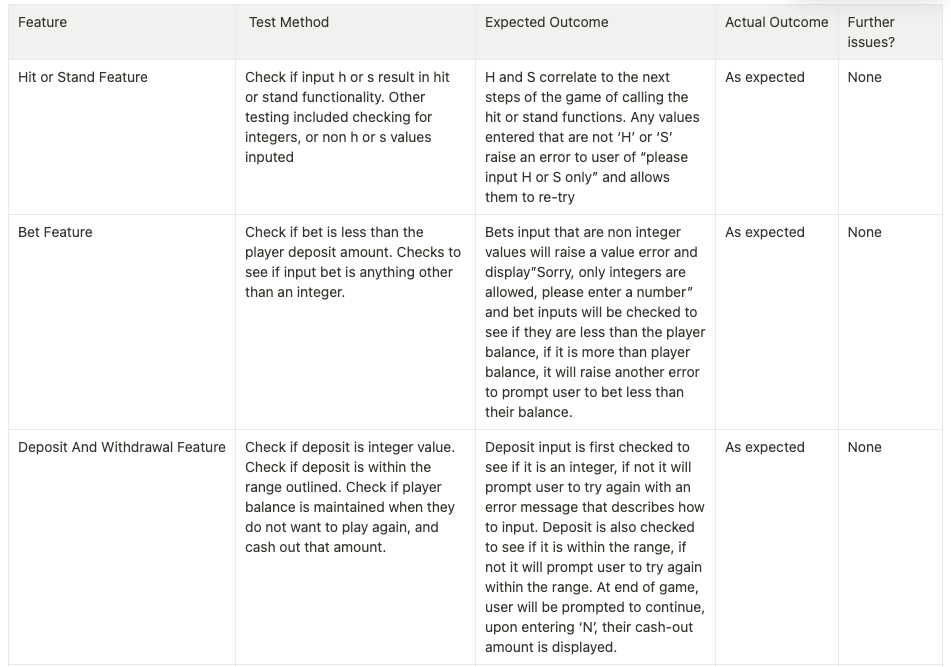 Feature
Test Method
Expected Outcome
Actual Outcome
Further
issues?
Hit or Stand Feature
Check if input h or s result in hit
or stand functionality. Other
testing included checking for
integers, or non h or s values
inputed
H and S correlate to the next
steps of the game of calling the
hit or stand functions. Any values
entered that are not ‘H’ or ‘S’
raise an error to user of “please
input H or S only” and allows
them to re-try
As expected
None
Bet Feature
Check if bet is less than the
player deposit amount. Checks to
see if input bet is anything other
than an integer.
Bets input that are non integer
values will raise a value error and
display”Sorry, only integers are
allowed, please enter a number”
and bet inputs will be checked to
see if they are less than the player
balance, if it is more than player
balance, it will raise another error
to prompt user to bet less than
their balance.
As expected
None
Deposit And Withdrawal Feature
Check if deposit is integer value.
Check if deposit is within the
range outlined. Check if player
balance is maintained when they
do not want to play again, and
cash out that amount.
Deposit input is first checked to
see if it is an integer, if not it will
prompt user to try again with an
error message that describes how
to input. Deposit is also checked
to see if it is within the range, if
not it will prompt user to try again
within the range. At end of game,
user will be prompted to continue,
upon entering ‘N’, their cash-out
amount is displayed.
As expected
None